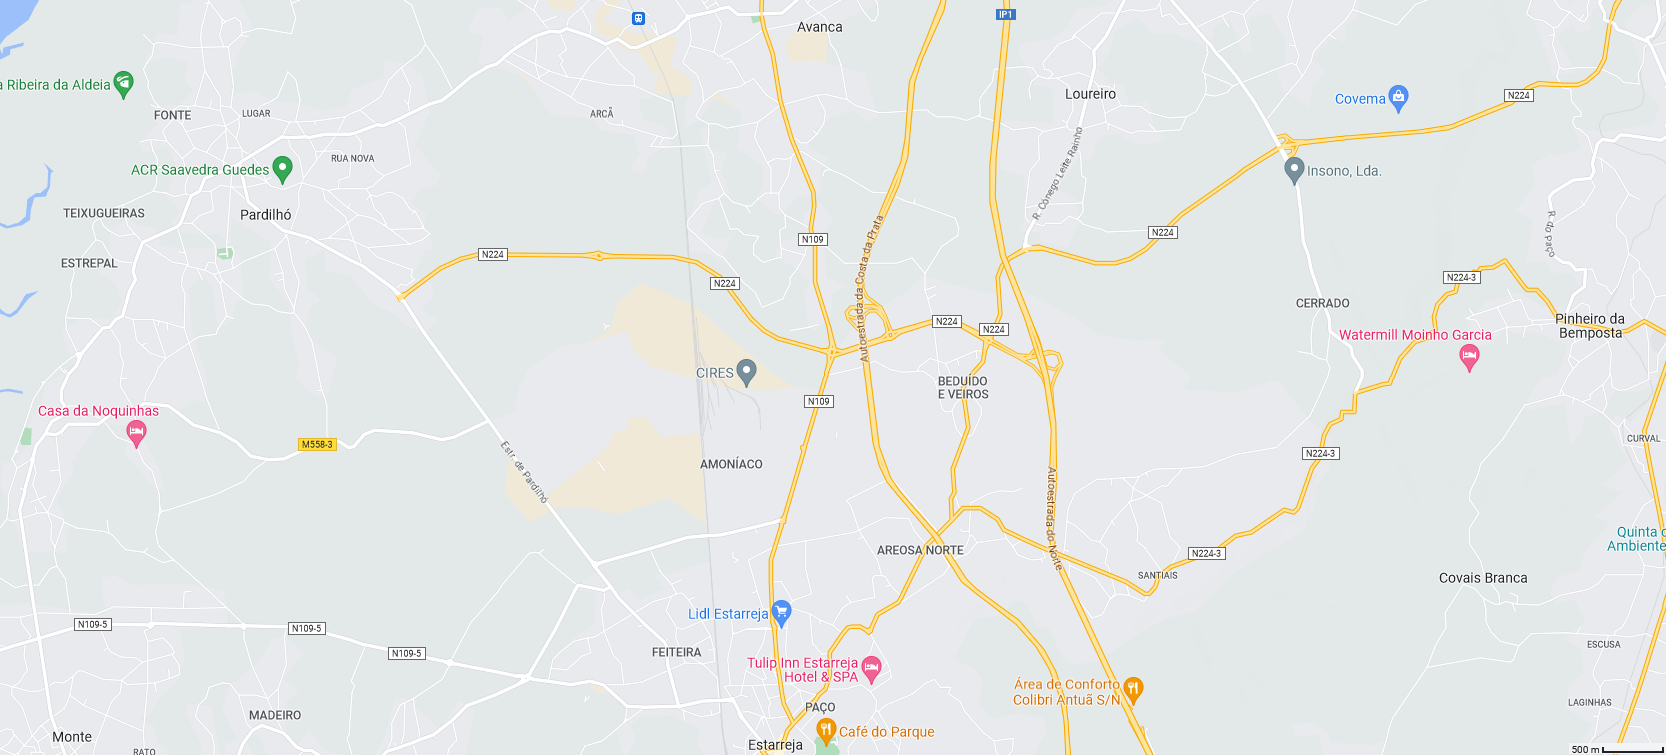 IP1
Avanca
Loureiro
a Ribeira da Aldeia
Covema
N224
FONTE
LUGAR
ARCÃ
RUA NOVA
ACR Saavedra Guedes
Insono, Lda.
R. Cónego Leite Rainho
TEIXUGUEIRAS
Pardilhó
N109
Autoestrada da Costa da Prata
N224
R. do Paço
ESTREPAL
N224
N224
N224-3
CERRADO
N224
N224
Pinheiro da
Bemposta
Watermill Moinho Garcia
CIRES
BEDUÍDO
E VEIROS
N109
Casa da Noquinhas
M558-3
Estr. de Pardilhó
AMONÍACO
CURVAL
N224-3
Autoestrada do Norte
AREOSA NORTE
N224-3
Quinta d
Ambiente
SANTIAIS
Covais Branca
Lidl Estarreja
N109-5
N109-5
N109-5
FEITEIRA
ESCUSA
Tulip Inn Estarreja
Hotel & SPA
Área de Conforto
Colibri Antuã S/N
PAÇO
LAGINHAS
MADEIRO
Monte
Café do Parque
RATO
Estarreja
500 m